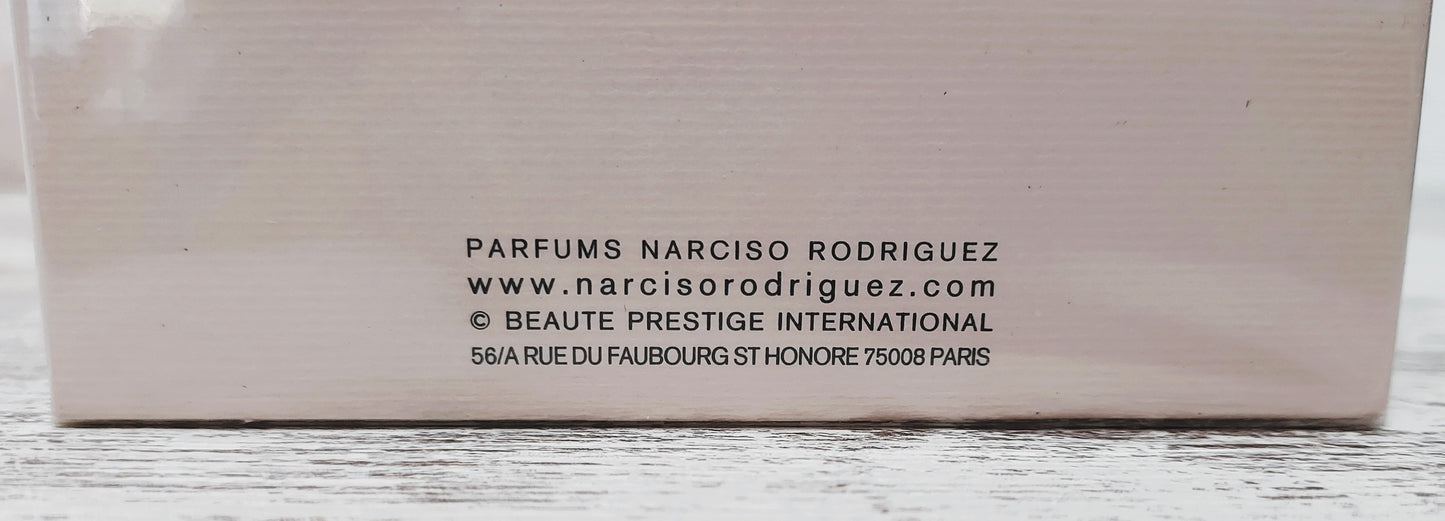 PARFUMS NARCISO RODRIGUEZ
www.narcisorodriguez.com
© BEAUTE PRESTIGE INTERNATIONAL
56/A RUE DU FAUBOURG ST HONORE 75008 PARIS